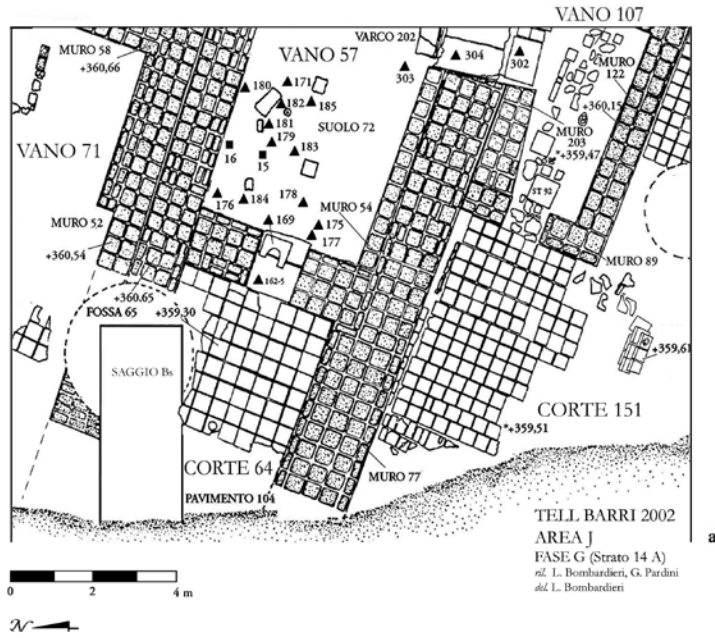 VANO 107
MURO 58
+360,66
VANO 57
VARCO 202
304
302
303
MURO
122
+360,15
180
171
182
185
181
SUOLO 72
179
183
16
15
MURO
203
*+359,47
VANO 71
176
184
178
MURO 54
ST 92
169
175
177
MURO 52
+360,54
MURO 89
162-5
+360.65
FOSSA 65
+359,30
+359,61
SAGGIO Bs
CORTE 151
*+359,51
CORTE 64
MURO 77
PAVIMENTO 104
TELL BARRI 2002
AREA J
FASE G (Strato 14 A)
ril. L. Bombardieri, G. Pardini
del. L. Bombardieri
a
0 2 4 m
N